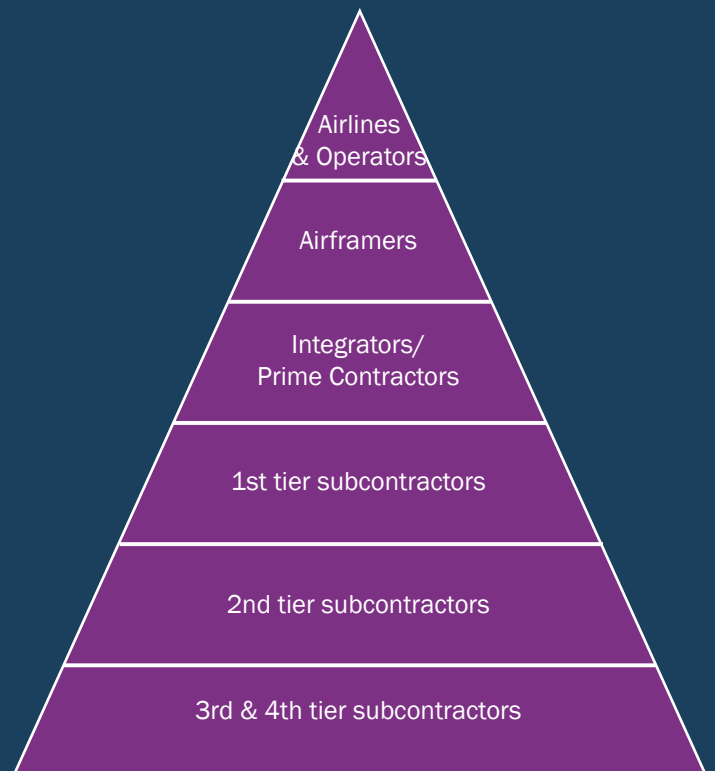 Airlines
& Operators
Airframers
Integrators/
Prime Contractors
1st tier subcontractors
2nd tier subcontractors
3rd & 4th tier subcontractors